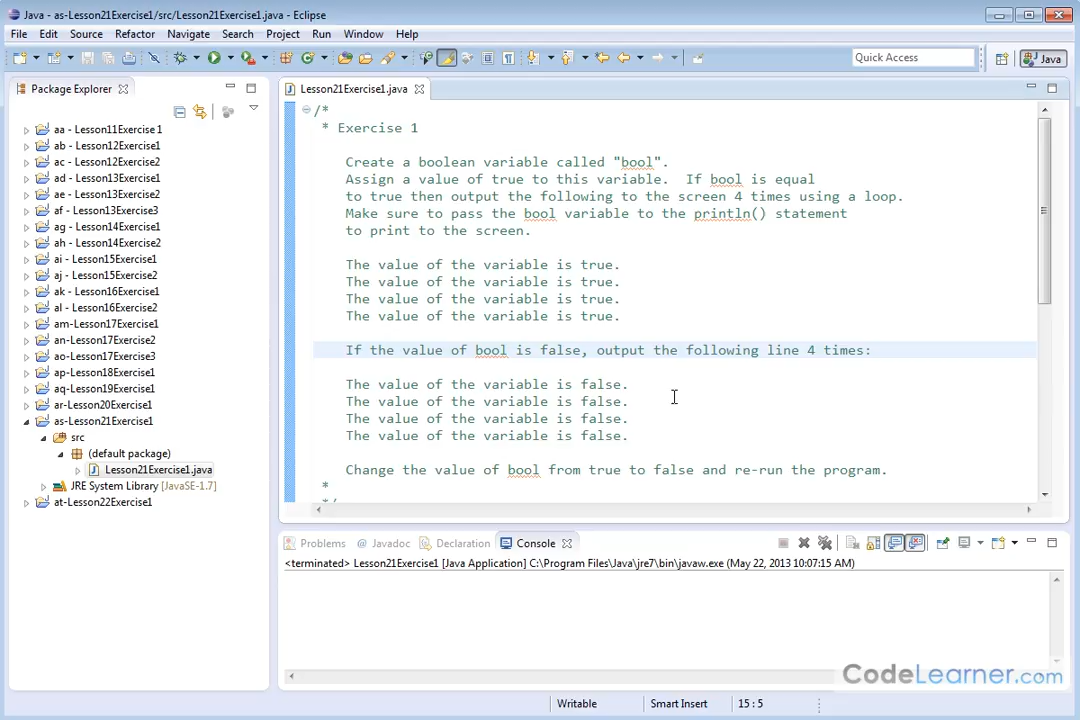 Java - as-Lesson21Exercise1/src/Lesson21Exercise1.java - Eclipse
File Edit Source Refactor Navigate Search Project Run Window Help
Quick Access
Java
Package Explorer
Lesson21Exercise1.java
aa - Lesson11Exercise1
ab - Lesson12Exercise1
ac - Lesson12Exercise2
ad - Lesson13Exercise1
ae - Lesson13Exercise2
af - Lesson13Exercise3
ag - Lesson14Exercise1
ah - Lesson14Exercise2
ai - Lesson15Exercise1
aj - Lesson15Exercise2
ak - Lesson16Exercise1
al - Lesson16Exercise2
am-Lesson17Exercise1
an-Lesson17Exercise2
ao-Lesson17Exercise3
ap-Lesson18Exercise1
aq-Lesson19Exercise1
ar-Lesson20Exercise1
as-Lesson21Exercise1
src
(default package)
Lesson21Exercise1.java
JRE System Library [JavaSE-1.7]
at-Lesson22Exercise1
/*
* Exercise 1
Create a boolean variable called "bool".
Assign a value of true to this variable.  If bool is equal
to true then output the following to the screen 4 times using a loop.
Make sure to pass the bool variable to the println() statement
to print to the screen.
The value of the variable is true.
The value of the variable is true.
The value of the variable is true.
The value of the variable is true.
If the value of bool is false, output the following line 4 times:
The value of the variable is false.
The value of the variable is false.
The value of the variable is false.
The value of the variable is false.
Change the value of bool from true to false and re-run the program.
*
*/
Problems @ Javadoc Declaration Console
<terminated> Lesson21Exercise1 [Java Application] C:\Program Files\Java\jre7\bin\javaw.exe (May 22, 2013 10:07:15 AM)
CodeLearner.com
Writable Smart Insert 15 : 5